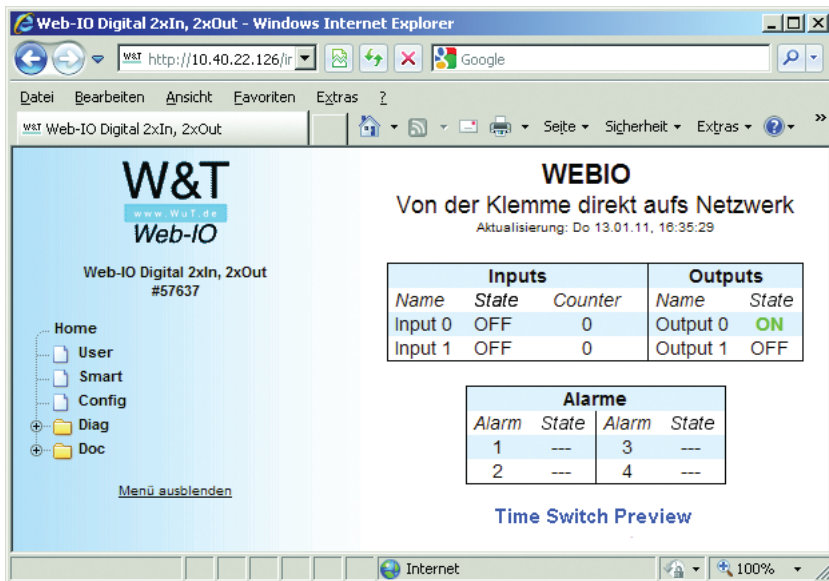 Web-IO Digital 2xIn, 2xOut - Windows Internet Explorer
W&T http://10.40.22.126/ir
Google
Datei Bearbeiten Ansicht Favoriten Extras ?
W&T Web-IO Digital 2xIn, 2xOut
Seite Sicherheit Extras »
W&T
www.WuT.de
Web-IO
Web-IO Digital 2xIn, 2xOut
#57637
Home
User
Smart
Config
Diag
Doc
Menü ausblenden
WEBIO
Von der Klemme direkt aufs Netzwerk
Aktualisierung: Do 13.01.11, 16:35:29
Inputs Outputs
Name State Counter Name State
Input 0 OFF 0 Output 0 ON
Input 1 OFF 0 Output 1 OFF
Alarme
Alarm State Alarm State
1 --- 3 ---
2 --- 4 ---
Time Switch Preview
Internet 100%